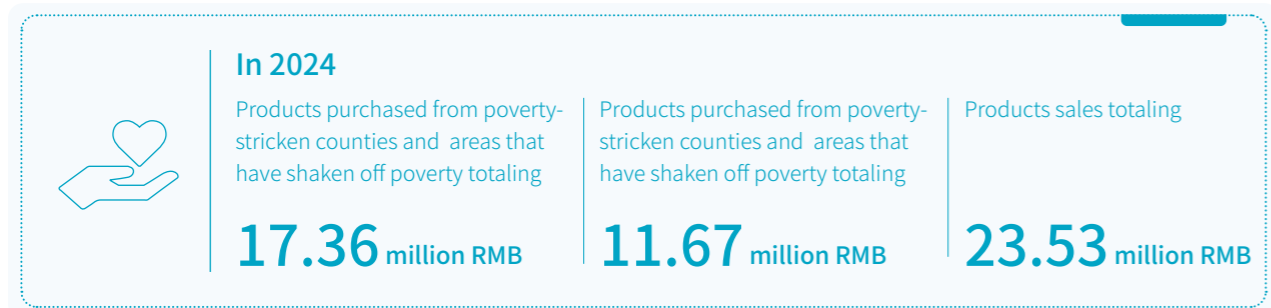 In 2024
Products purchased from poverty-
stricken counties and  areas that
have shaken off poverty totaling
17.36 million RMB
Products purchased from poverty-
stricken counties and  areas that
have shaken off poverty totaling
11.67 million RMB
Products sales totaling
23.53 million RMB